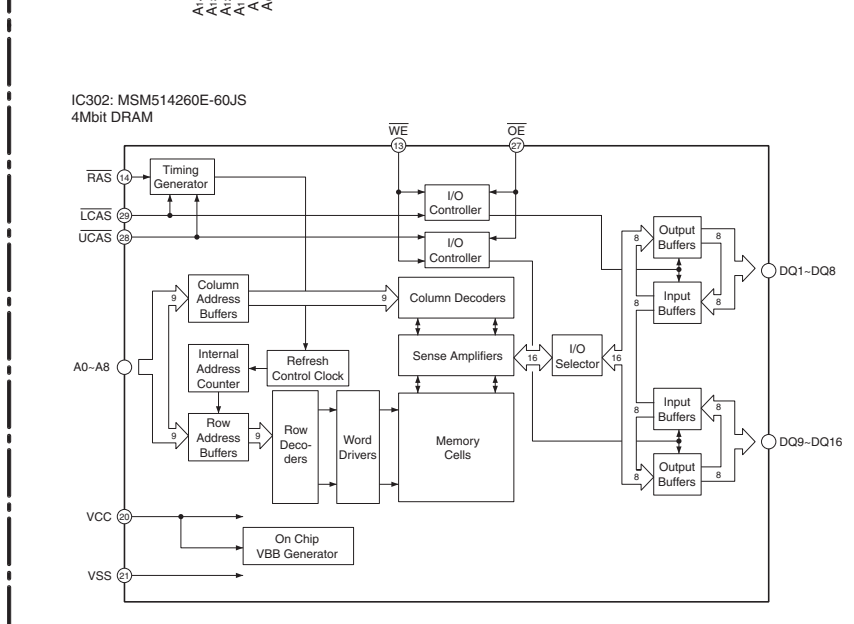 IC302: MSM514260E-60JS
4Mbit DRAM
WE
OE
13
27
RAS
14
Timing
Generator
LCAS
29
UCAS
28
I/O
Controller
I/O
Controller
Output
Buffers
8
8
8
DQ1~DQ8
Input
Buffers
8
Column
Address
Buffers
9
9
Column Decoders
Internal
Address
Counter
Refresh
Control Clock
Sense Amplifiers
16
I/O
Selector
16
A0~A8
Row
Address
Buffers
9
9
Row
Deco-
ders
Word
Drivers
Memory
Cells
Input
Buffers
8
8
DQ9~DQ16
Output
Buffers
8
8
VCC
20
On Chip
VBB Generator
VSS
21